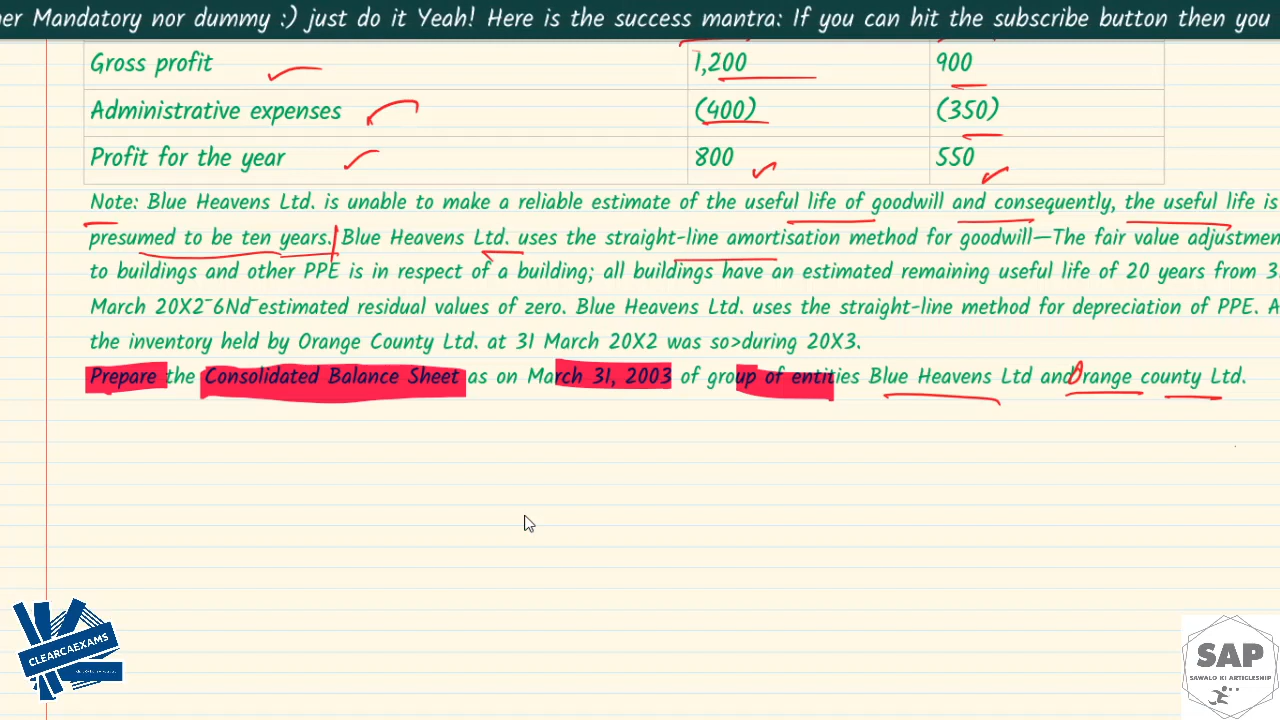 er Mandatory nor dummy :) just do it Yeah! Here is the success mantra: If you can hit the subscribe button then you
Gross profit 1,200 900
Administrative expenses (400) (350)
Profit for the year 800 550
Note: Blue Heavens Ltd. is unable to make a reliable estimate of the useful life of goodwill and consequently, the useful life is
presumed to be ten years. Blue Heavens Ltd. uses the straight-line amortisation method for goodwill—The fair value adjustmen
to buildings and other PPE is in respect of a building; all buildings have an estimated remaining useful life of 20 years from 3
March 20X2¯6Nd¯estimated residual values of zero. Blue Heavens Ltd. uses the straight-line method for depreciation of PPE. A
the inventory held by Orange County Ltd. at 31 March 20X2 was so>during 20X3.
Prepare the Consolidated Balance Sheet as on March 31, 2003 of group of entities Blue Heavens Ltd and Orange county Ltd.
CLEARCAEXAMS
SAP
SAWALO KI ARTICLESHIP